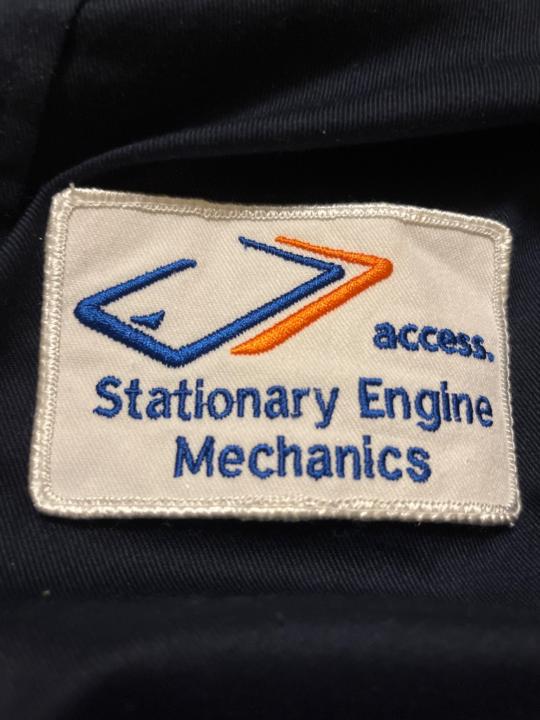 access.
Stationary Engine
Mechanics